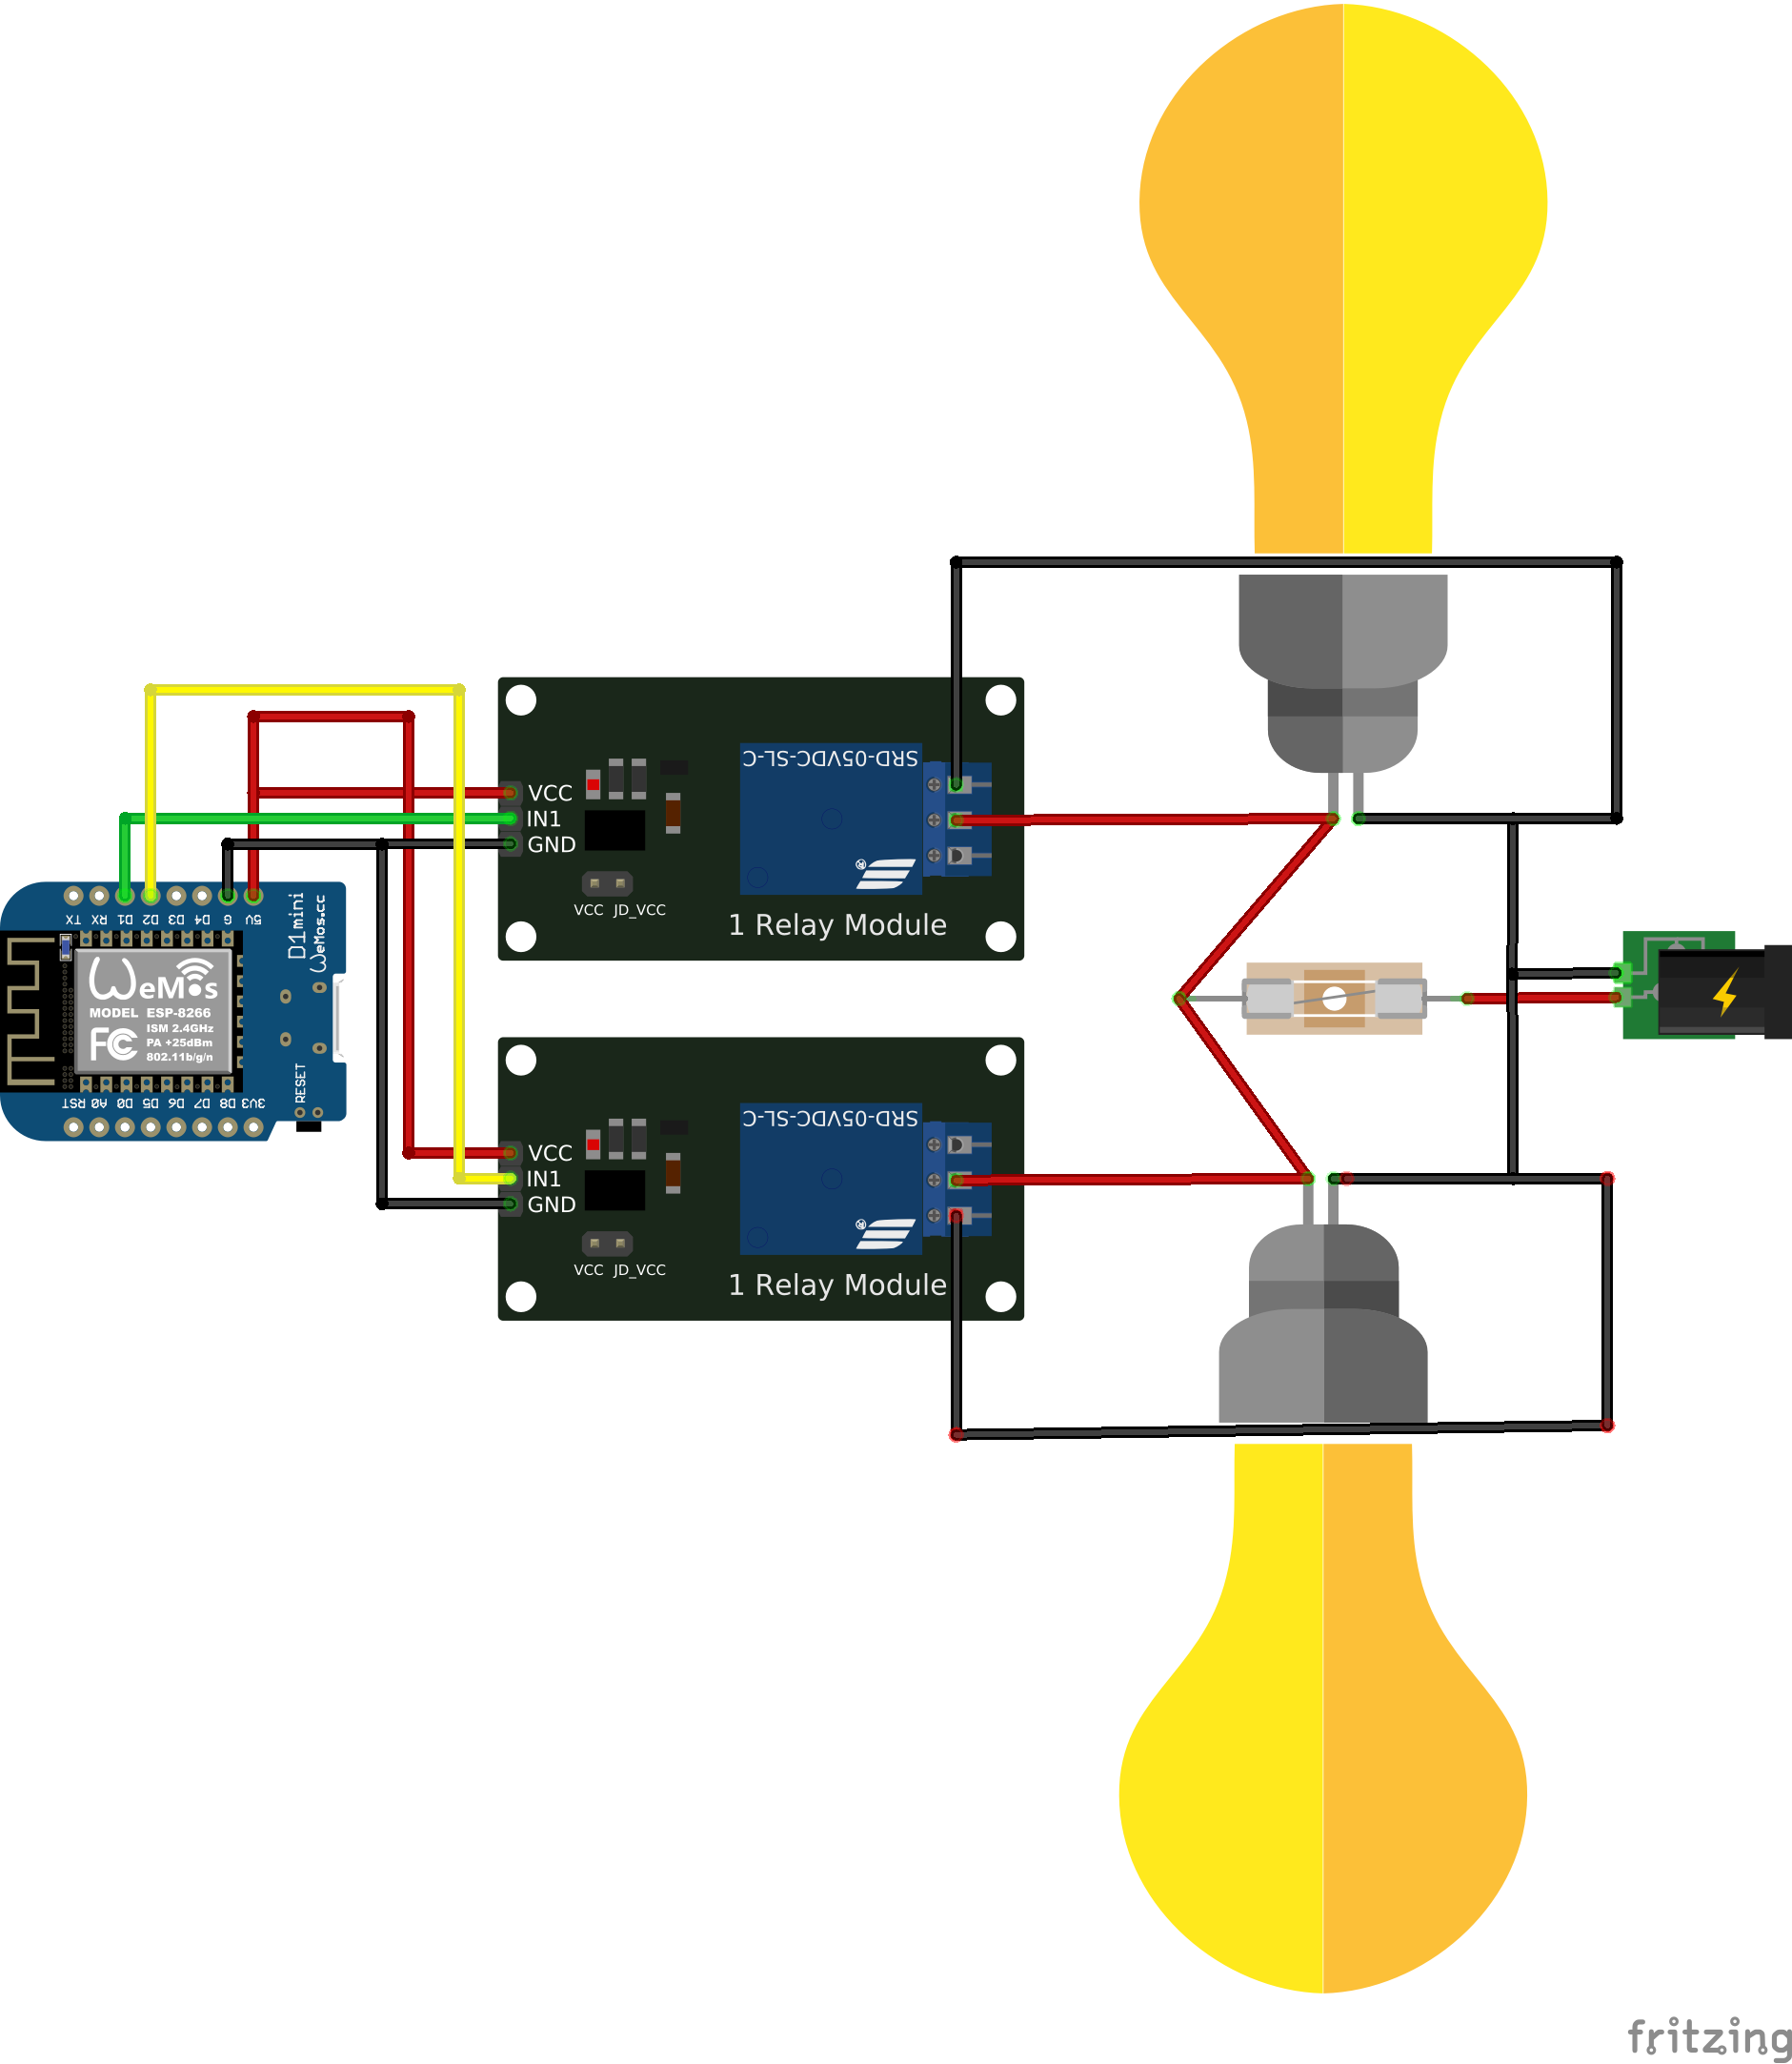 SRD-05VDC-SL-C
VCC
IN1
GND
®
VCC JD_VCC
1 Relay Module
TX RX D1 D2 D3 D4 G 5V
D1mini
WeMos.cc
WeMos
MODEL ESP-8266
ISM 2.4GHz
PA +25dBm
802.11b/g/n
FC
RESET
RST A0 D0 D5 D6 D7 D8 3V3
SRD-05VDC-SL-C
VCC
IN1
GND
®
VCC JD_VCC
1 Relay Module
fritzing